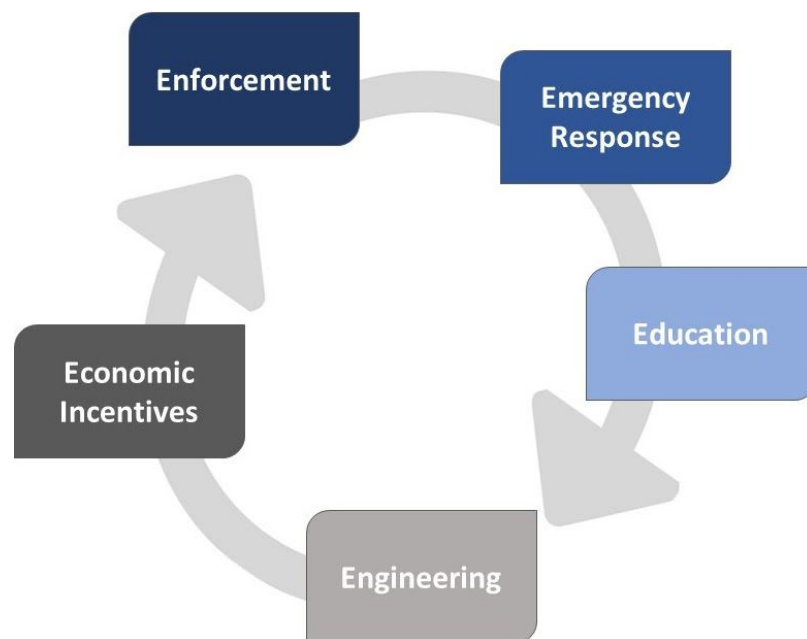 Enforcement
Emergency
Response
Education
Engineering
Economic
Incentives